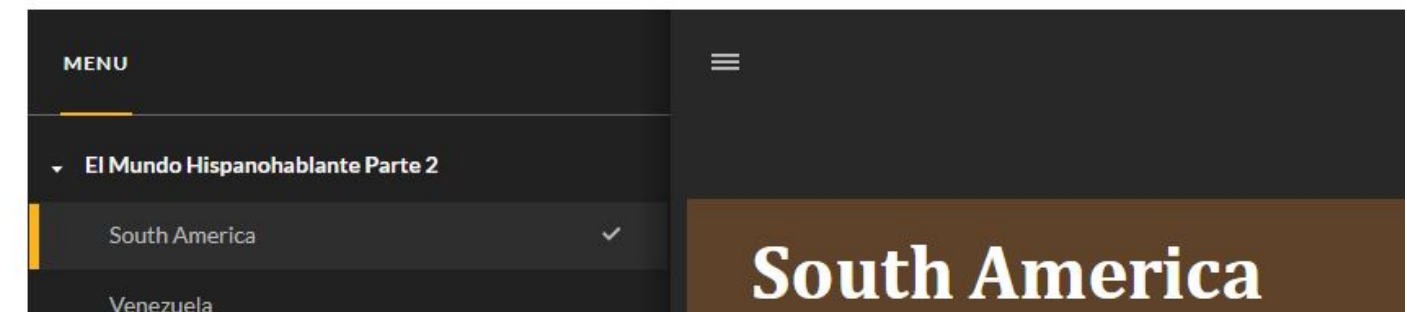 MENU
El Mundo Hispanohablante Parte 2
South America
Venezuela
South America